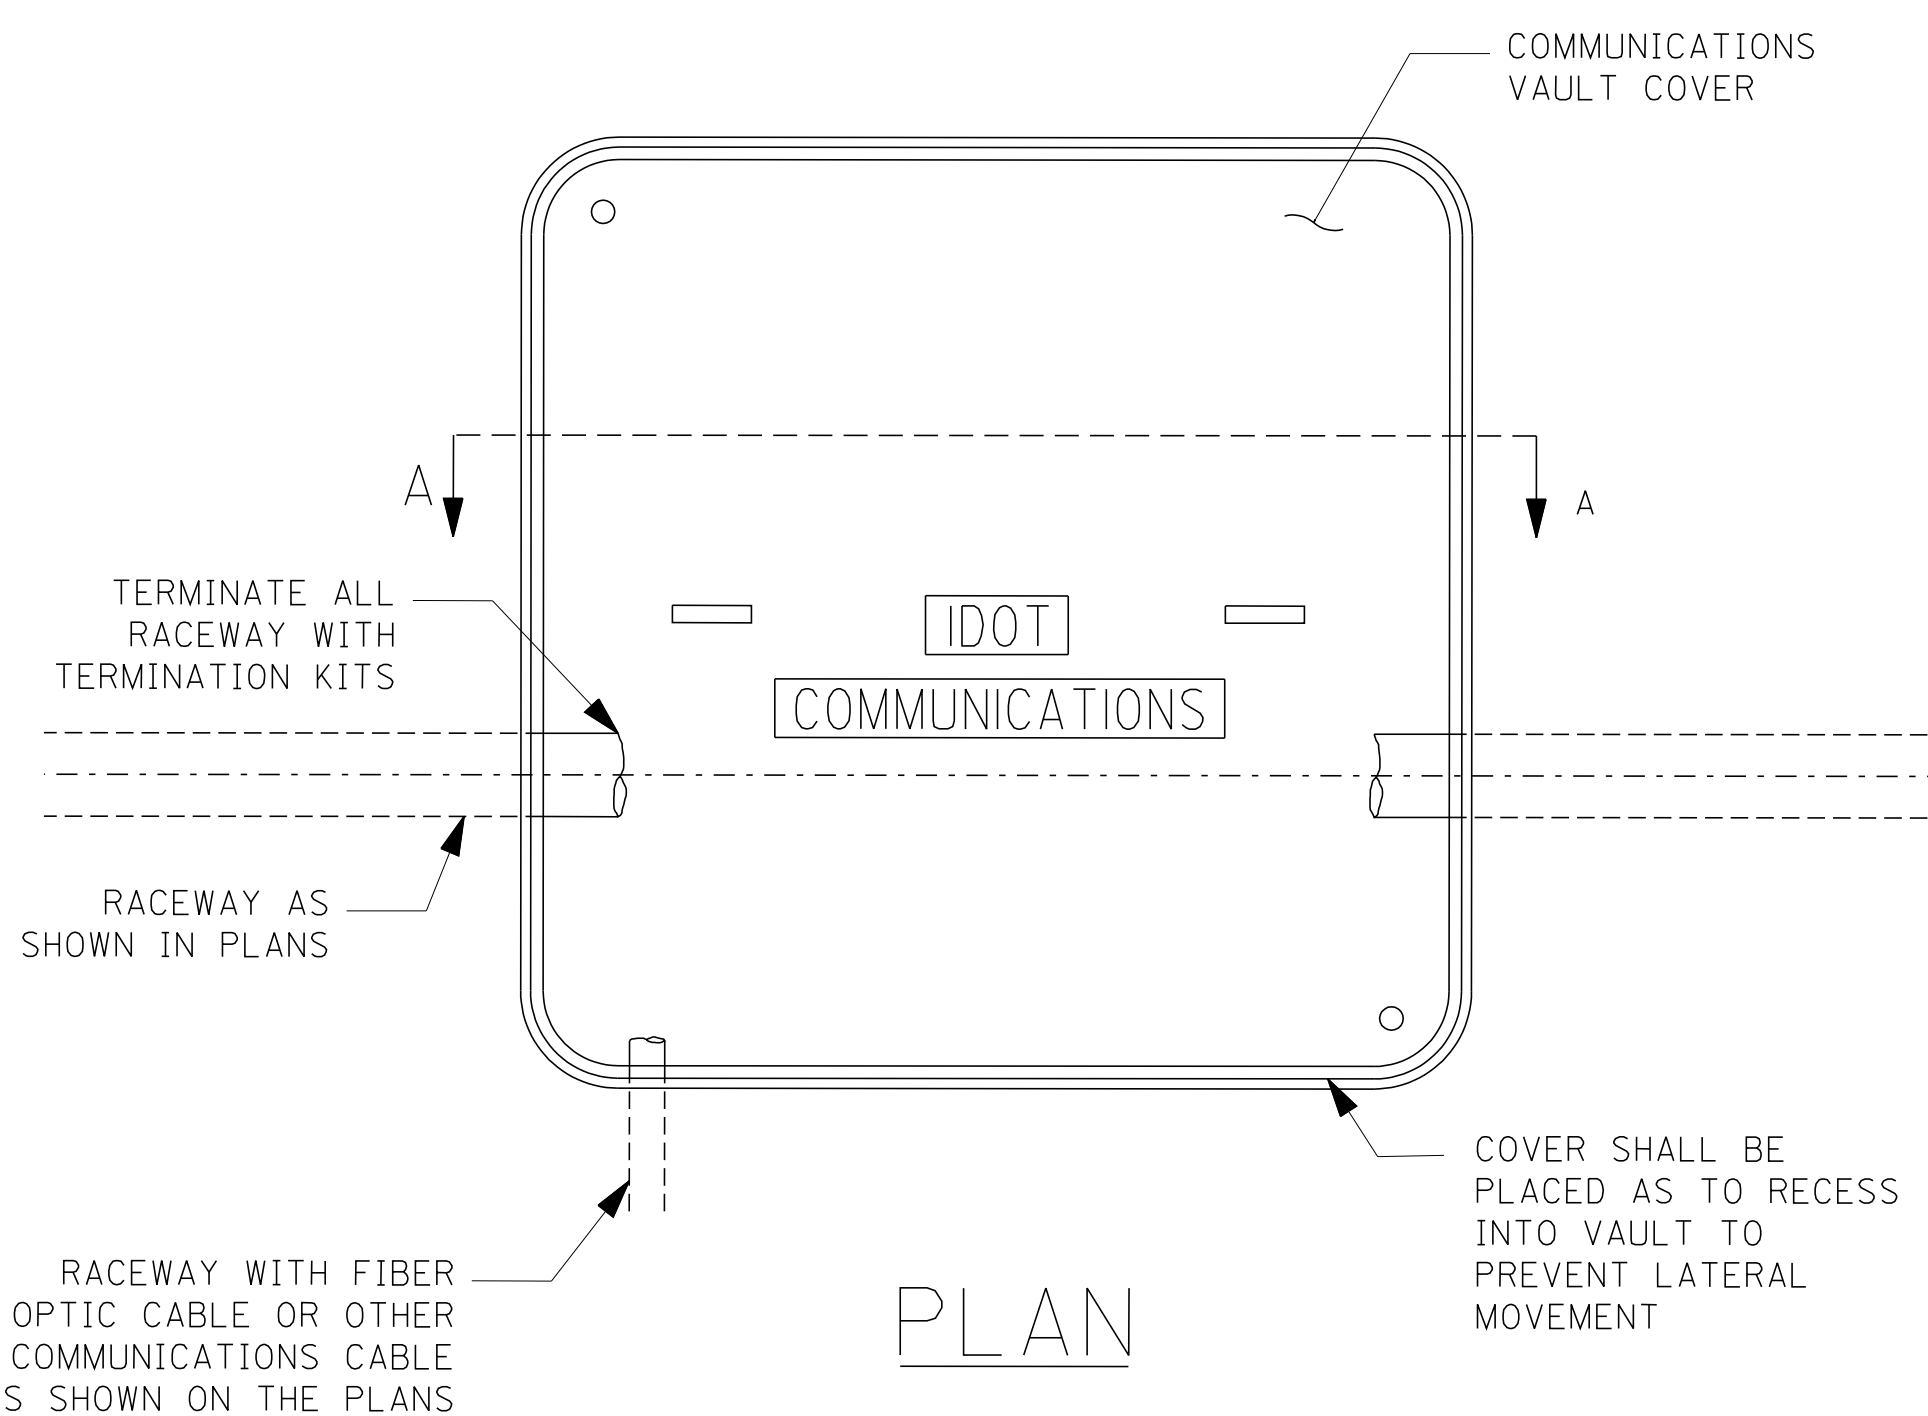 COMMUNICATIONS
VAULT COVER
A
A
TERMINATE ALL
RACEWAY WITH
TERMINATION KITS
IDOT
COMMUNICATIONS
RACEWAY AS
SHOWN IN PLANS
COVER SHALL BE
PLACED AS TO RECESS
INTO VAULT TO
PREVENT LATERAL
MOVEMENT
RACEWAY WITH FIBER
OPTIC CABLE OR OTHER
COMMUNICATIONS CABLE
S SHOWN ON THE PLANS
PLAN